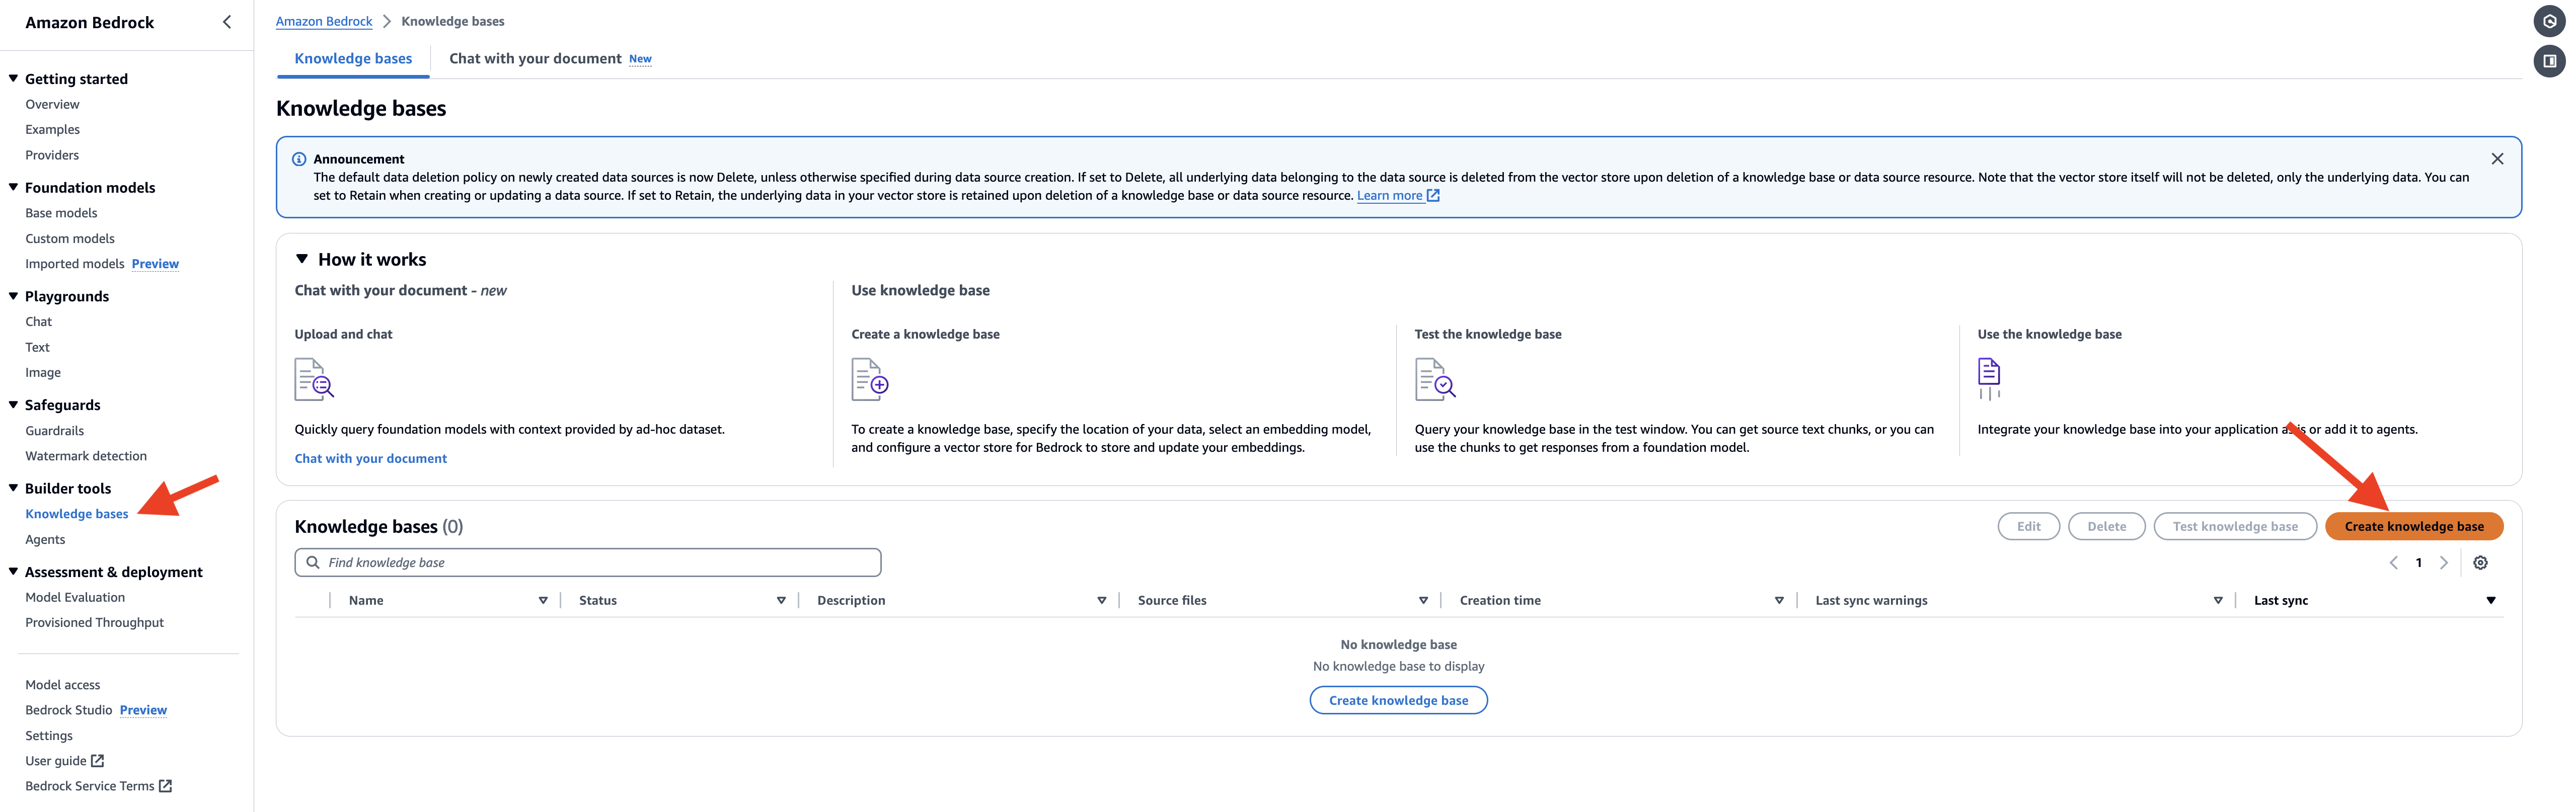 Amazon Bedrock
Getting started
Overview
Examples
Providers
Foundation models
Base models
Custom models
Imported models Preview
Playgrounds
Chat
Text
Image
Safeguards
Guardrails
Watermark detection
Builder tools
Knowledge bases
Agents
Assessment & deployment
Model Evaluation
Provisioned Throughput
Model access
Bedrock Studio Preview
Settings
User guide
Bedrock Service Terms
Amazon Bedrock > Knowledge bases
Knowledge bases
Chat with your document New
Knowledge bases
Announcement
The default data deletion policy on newly created data sources is now Delete, unless otherwise specified during data source creation. If set to Delete, all underlying data belonging to the data source is deleted from the vector store upon deletion of a knowledge base or data source resource. Note that the vector store itself will not be deleted, only the underlying data. You can
set to Retain when creating or updating a data source. If set to Retain, the underlying data in your vector store is retained upon deletion of a knowledge base or data source resource. Learn more
How it works
Chat with your document - new
Upload and chat
Quickly query foundation models with context provided by ad-hoc dataset.
Chat with your document
Use knowledge base
Create a knowledge base
To create a knowledge base, specify the location of your data, select an embedding model,
and configure a vector store for Bedrock to store and update your embeddings.
Test the knowledge base
Query your knowledge base in the test window. You can get source text chunks, or you can
use the chunks to get responses from a foundation model.
Use the knowledge base
Integrate your knowledge base into your application as is or add it to agents.
Knowledge bases (0)
Edit
Delete
Test knowledge base
Create knowledge base
Find knowledge base
1
Name
Status
Description
Source files
Creation time
Last sync warnings
Last sync
No knowledge base
No knowledge base to display
Create knowledge base